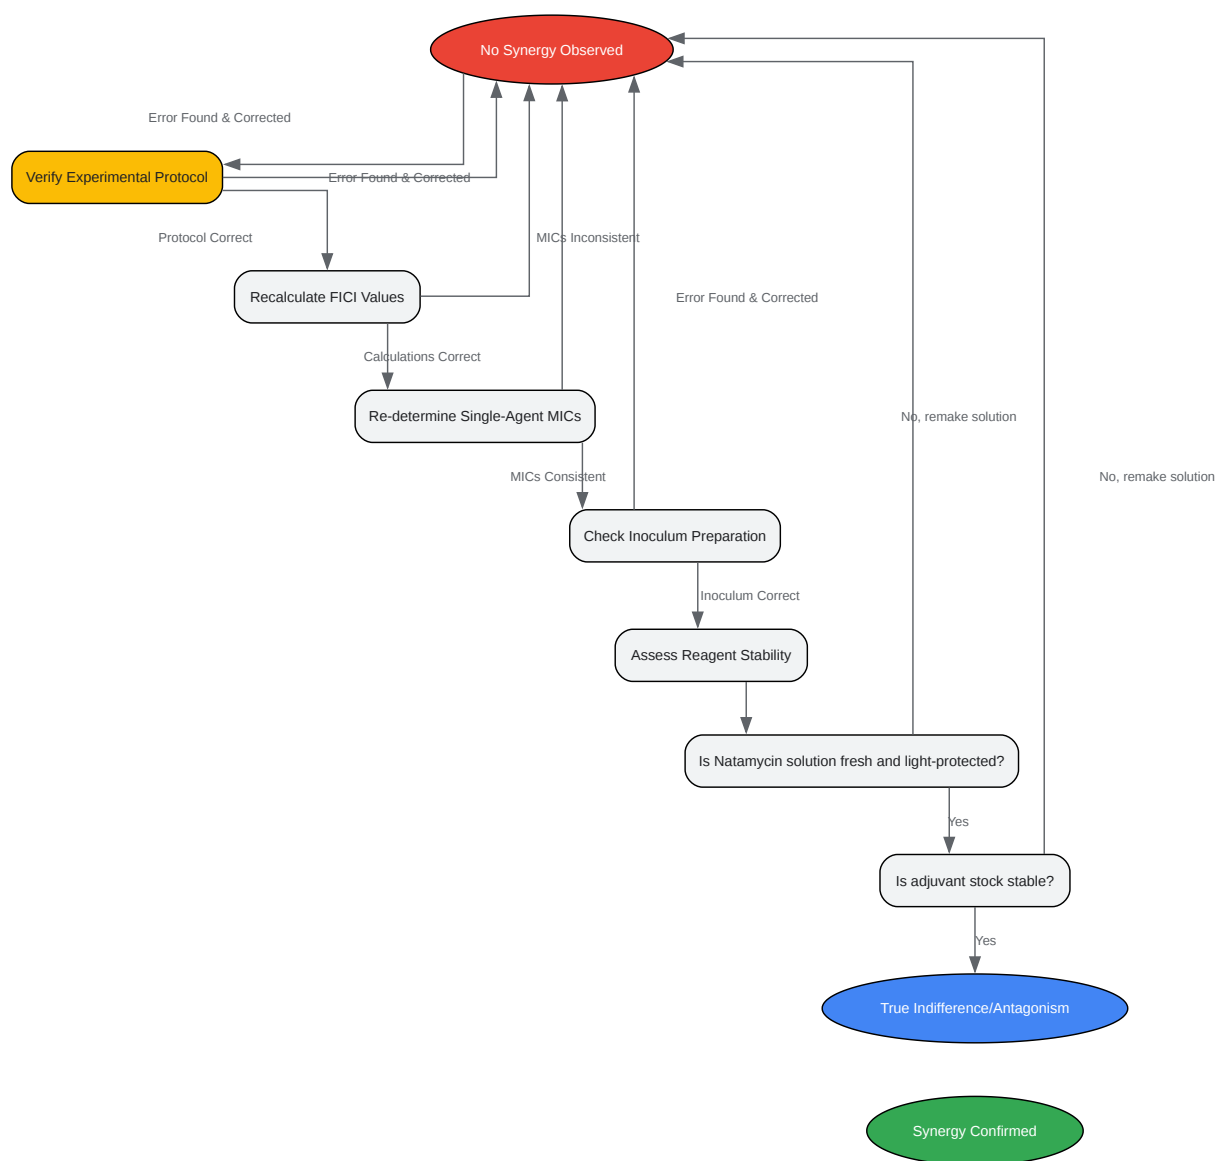 No Synergy Observed
Error Found & Corrected
Verify Experimental Protocol
Error Found & Corrected
Protocol Correct
MICs Inconsistent
Recalculate FICI Values
Error Found & Corrected
Calculations Correct
Re-determine Single-Agent MICs
No, remake solution
MICs Consistent
No, remake solution
Check Inoculum Preparation
Inoculum Correct
Assess Reagent Stability
Is Natamycin solution fresh and light-protected?
Yes
Is adjuvant stock stable?
Yes
True Indifference/Antagonism
Synergy Confirmed